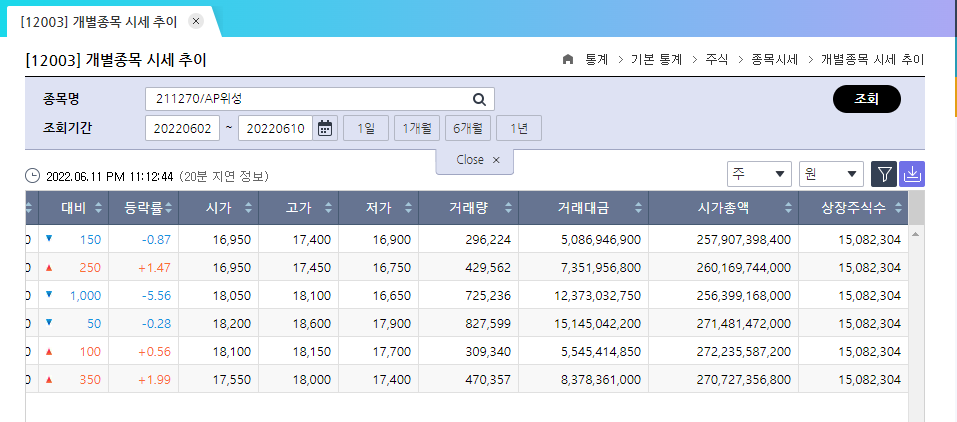 [12003] 개별종목 시세 추이 ×
[12003] 개별종목 시세 추이
통계 > 기본 통계 > 주식 > 종목시세 > 개별종목 시세 추이
종목명 211270/AP위성 조회
조회기간 20220602 ~ 20220610 1일 1개월 6개월 1년
Close ×
2022.06.11 PM 11:12:44 (20분 지연 정보) 주 ▼ 원 ▼
대비 등락률 시가 고가 저가 거래량 거래대금 시가총액 상장주식수
0 ▼ 150 -0.87 16,950 17,400 16,900 296,224 5,086,946,900 257,907,398,400 15,082,304
0 ▲ 250 +1.47 16,950 17,450 16,750 429,562 7,351,956,800 260,169,744,000 15,082,304
0 ▼ 1,000 -5.56 18,050 18,100 16,650 725,236 12,373,032,750 256,399,168,000 15,082,304
0 ▼ 50 -0.28 18,200 18,600 17,900 827,599 15,145,042,200 271,481,472,000 15,082,304
0 ▲ 100 +0.56 18,100 18,150 17,700 309,340 5,545,414,850 272,235,587,200 15,082,304
0 ▲ 350 +1.99 17,550 18,000 17,400 470,357 8,378,361,000 270,727,356,800 15,082,304